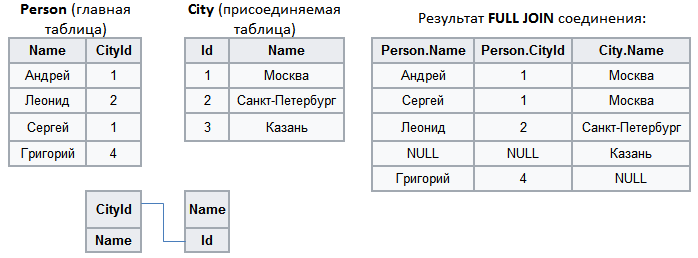 Person (главная таблица)
Name CityId
Андрей 1
Леонид 2
Сергей 1
Григорий 4
City (присоединяемая таблица)
Id Name
1 Москва
2 Санкт-Петербург
3 Казань
Результат FULL JOIN соединения:
Person.Name Person.CityId City.Name
Андрей 1 Москва
Сергей 1 Москва
Леонид 2 Санкт-Петербург
NULL NULL Казань
Григорий 4 NULL
CityId
Name
Name
Id